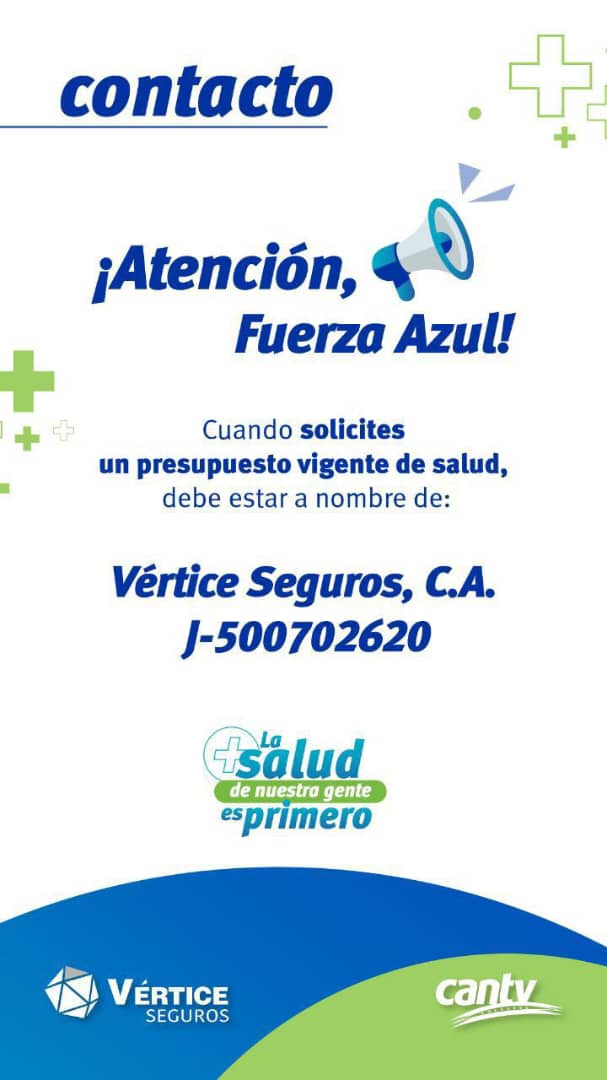 contacto
¡Atención,
Fuerza Azul!
Cuando solicites
un presupuesto vigente de salud,
debe estar a nombre de:
Vértice Seguros, C.A.
J-500702620
La
salud
de nuestra gente
es primero
VÉRTICE
SEGUROS
cantv